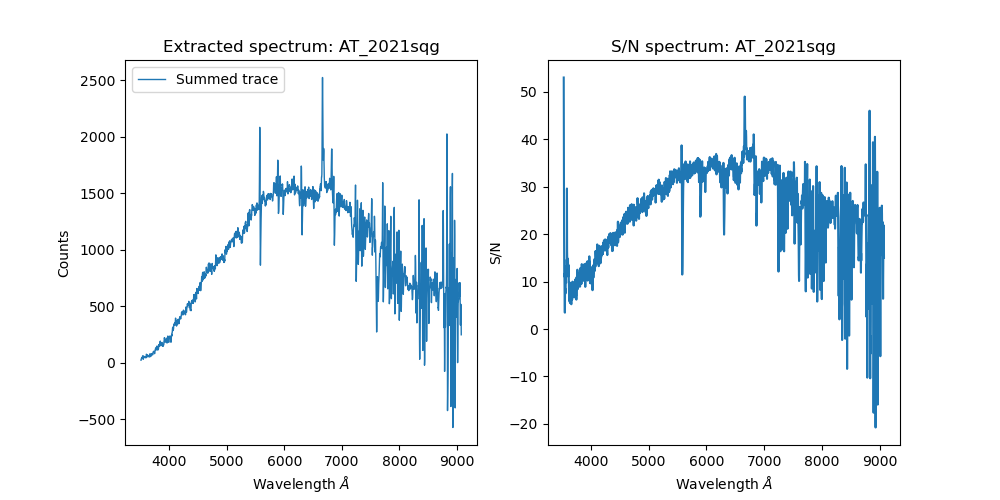 Extracted spectrum: AT_2021sqg
Summed trace
2500
2000
1500
1000
500
0
−500
Counts
4000 5000 6000 7000 8000 9000
Wavelength Å
S/N spectrum: AT_2021sqg
50
40
30
20
10
0
−10
−20
S/N
4000 5000 6000 7000 8000 9000
Wavelength Å